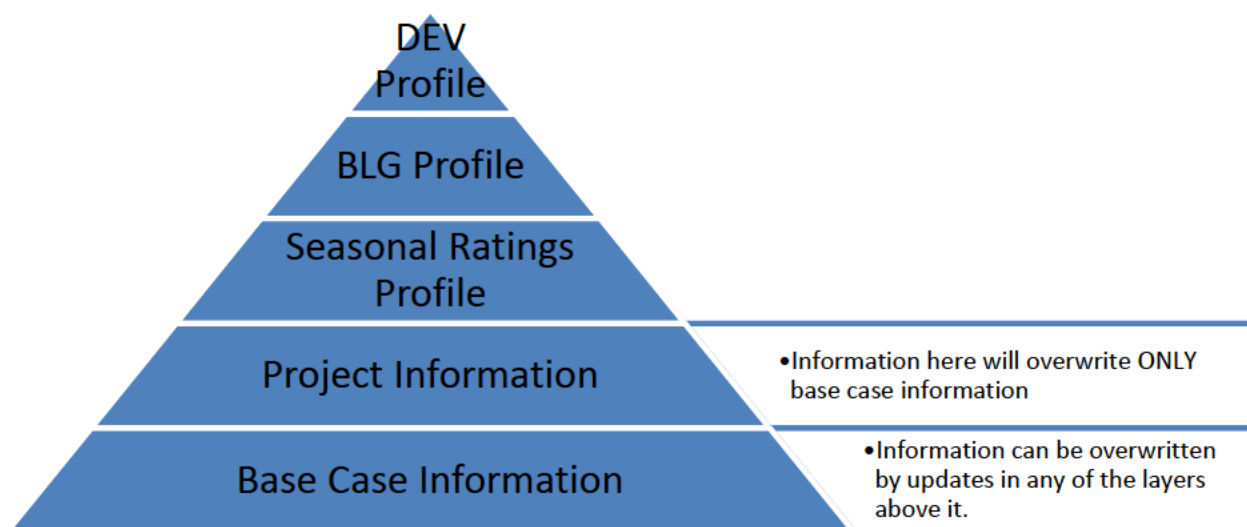 DEV
Profile
BLG Profile
Seasonal Ratings
Profile
Project Information
•Information here will overwrite ONLY
base case information
Base Case Information
•Information can be overwritten
by updates in any of the layers
above it.